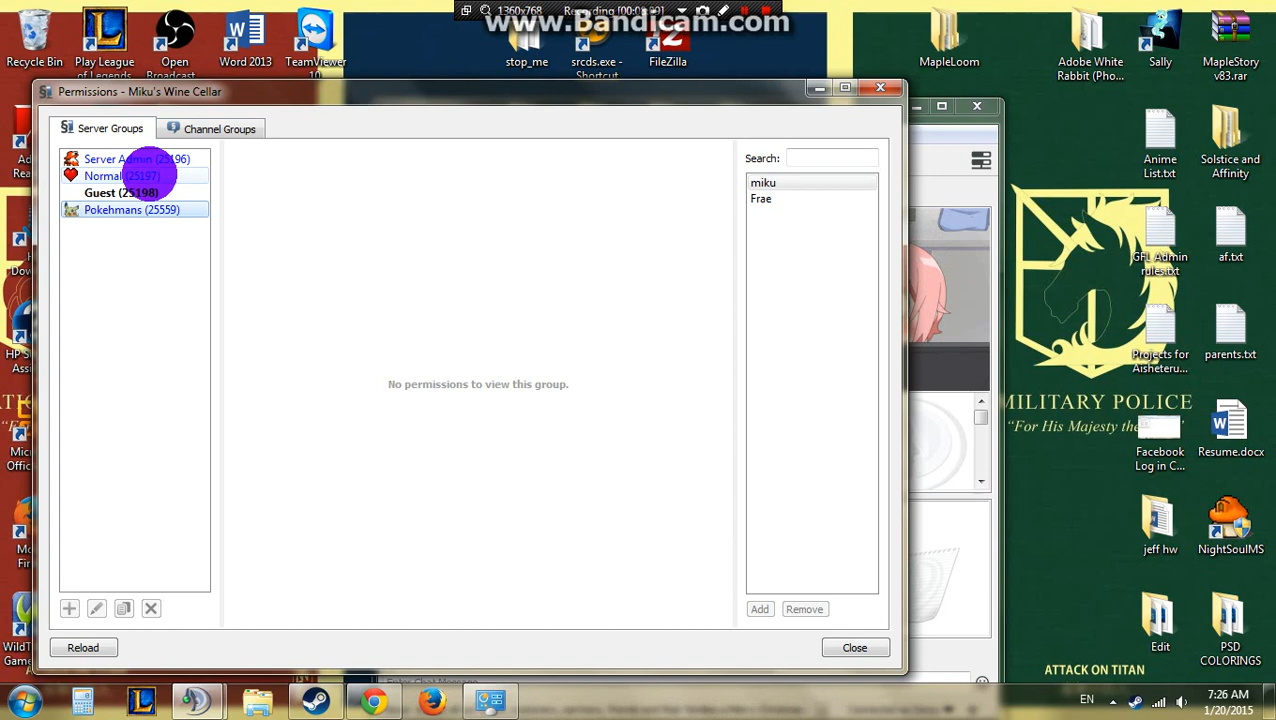 1360x768
Recording
www.Bandicam.com
Recycle Bin
Play League
of Legends
Open
Broadcast
Word 2013
TeamViewer
10
stop_me
srcds.exe -
Shortcut
FileZilla
MapleLoom
Adobe White
Rabbit (Pho...
Sally
MapleStory
v83.rar
Permissions - Miku's Wine Cellar
Server Groups
Channel Groups
Server Admin (25196)
Normal (25197)
Guest (25198)
Pokehmans (25559)
No permissions to view this group.
Search:
miku
Frae
Add
Remove
Reload
Close
Anime
List.txt
Solstice and
Affinity
GFL Admin
rules.txt
af.txt
Projects for
Aisheteru...
parents.txt
MILITARY POLICE
"For His Majesty the
Facebook
Log in C...
Resume.docx
jeff hw
NightSoulMS
Edit
PSD
COLORINGS
ATTACK ON TITAN
EN
7:26 AM
1/20/2015